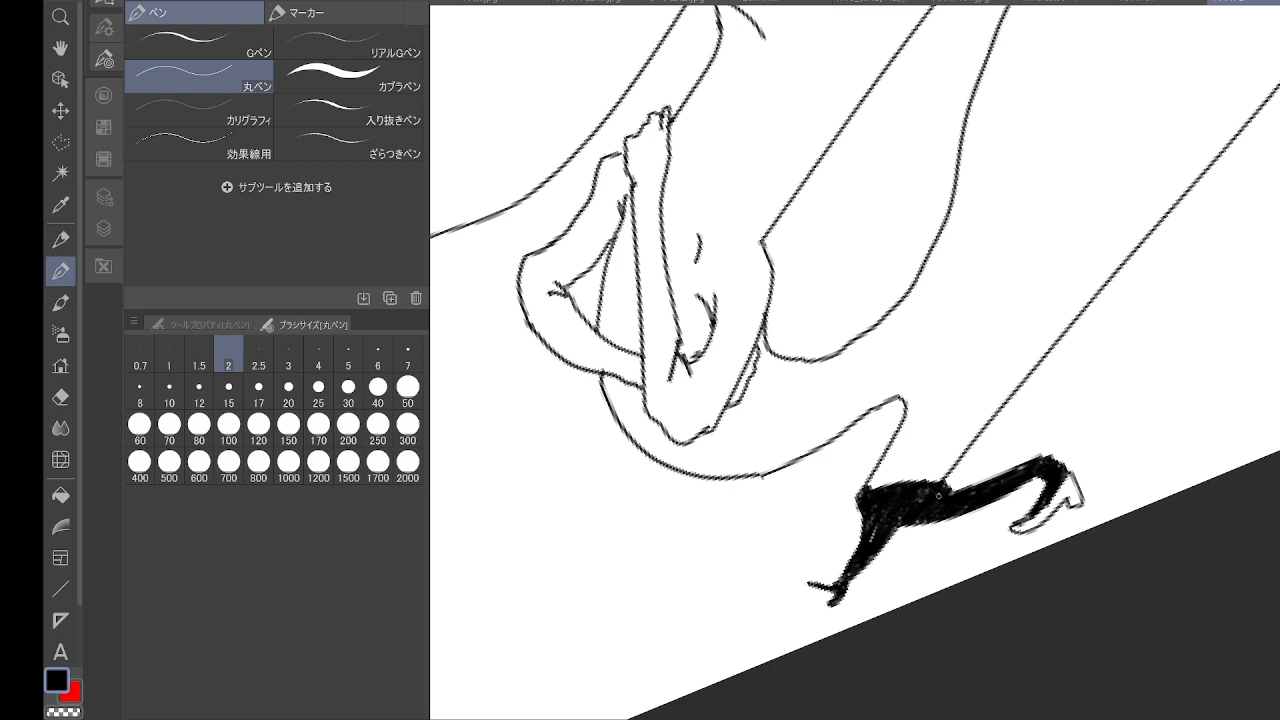 ペン
マーカー
Gペン
リアルGペン
丸ペン
カブラペン
カリグラフィ
入り抜きペン
効果線用
ざらつきペン
サブツールを追加する
ツールプロパティ[丸ペン]
ブラシサイズ[丸ペン]
0.7 1 1.5 2 2.5 3 4 5 6 7
8 10 12 15 17 20 25 30 40 50
60 70 80 100 120 150 170 200 250 300
400 500 600 700 800 1000 1200 1500 1700 2000